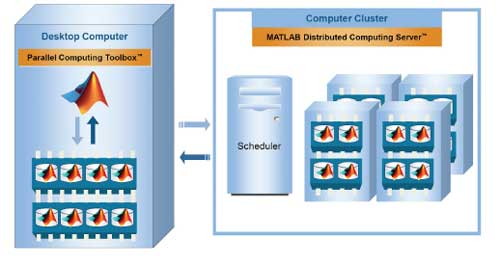 Desktop Computer
Parallel Computing Toolbox™
Computer Cluster
MATLAB Distributed Computing Server™
Scheduler